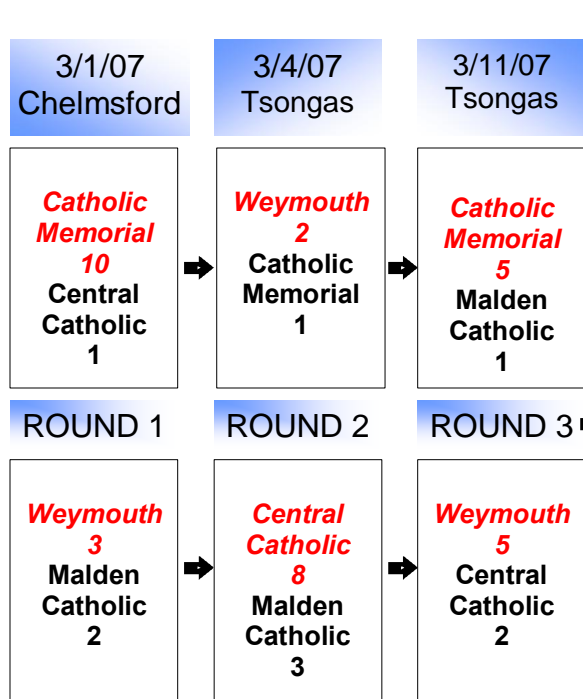 3/1/07
Chelmsford
3/4/07
Tsongas
3/11/07
Tsongas
Catholic
Memorial
10
Central
Catholic
1
Weymouth
2
Catholic
Memorial
1
Catholic
Memorial
5
Malden
Catholic
1
ROUND 1
ROUND 2
ROUND 3
Weymouth
3
Malden
Catholic
2
Central
Catholic
8
Malden
Catholic
3
Weymouth
5
Central
Catholic
2